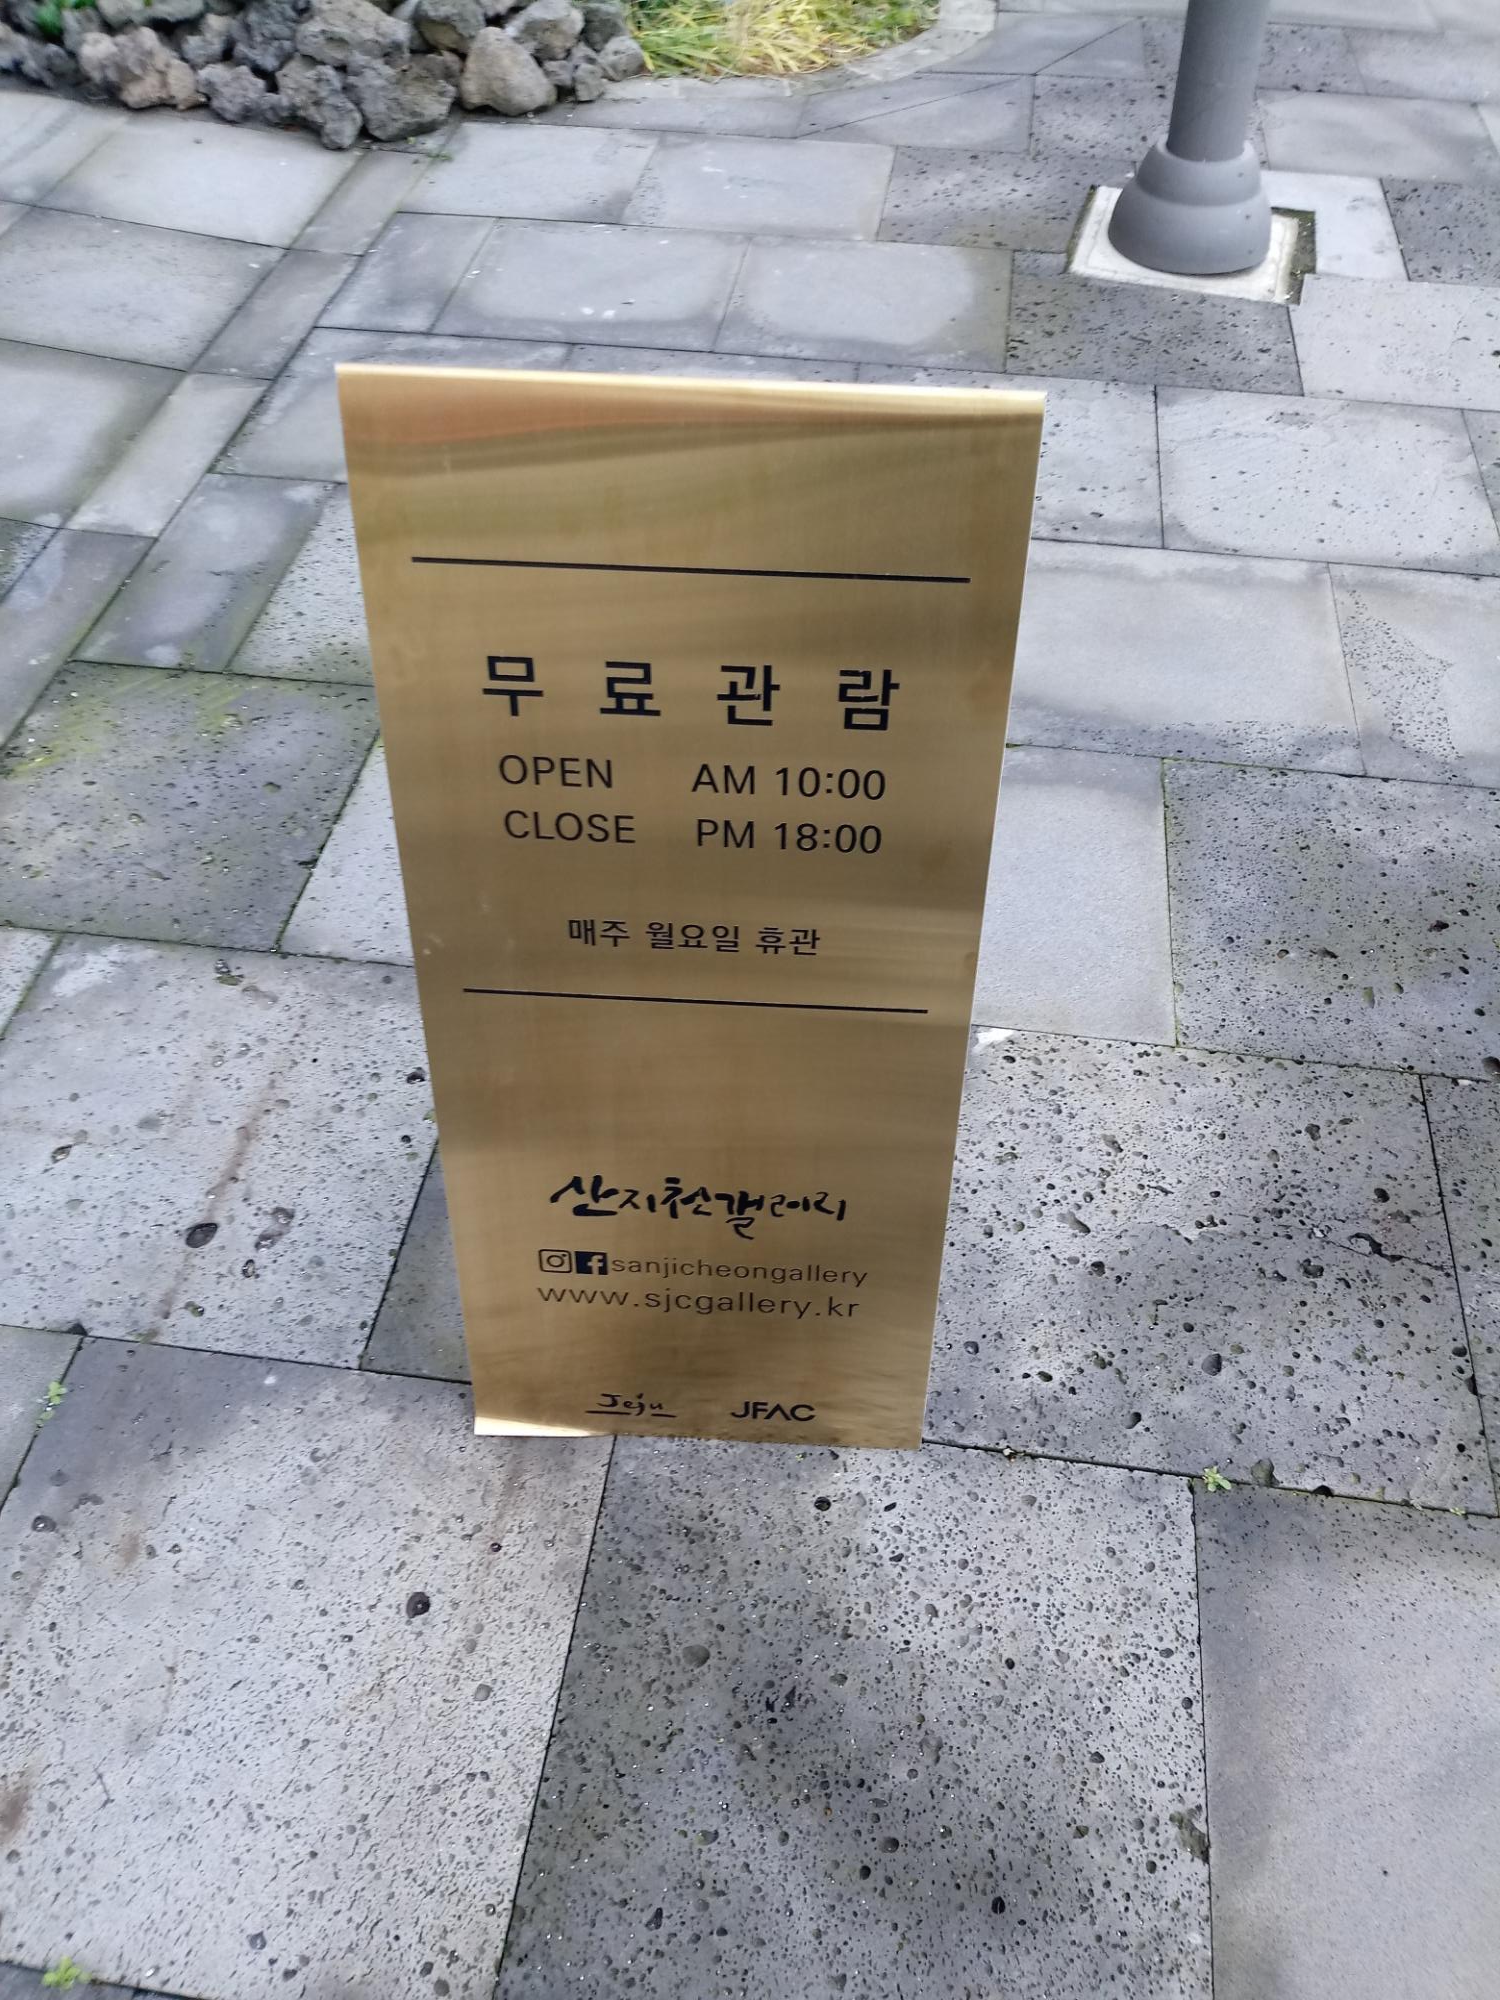 무료관람
OPEN AM 10:00
CLOSE PM 18:00
매주 월요일 휴관
산지천갤러리
sanjicheongallery
www.sjcgallery.kr
Jeju JFAC